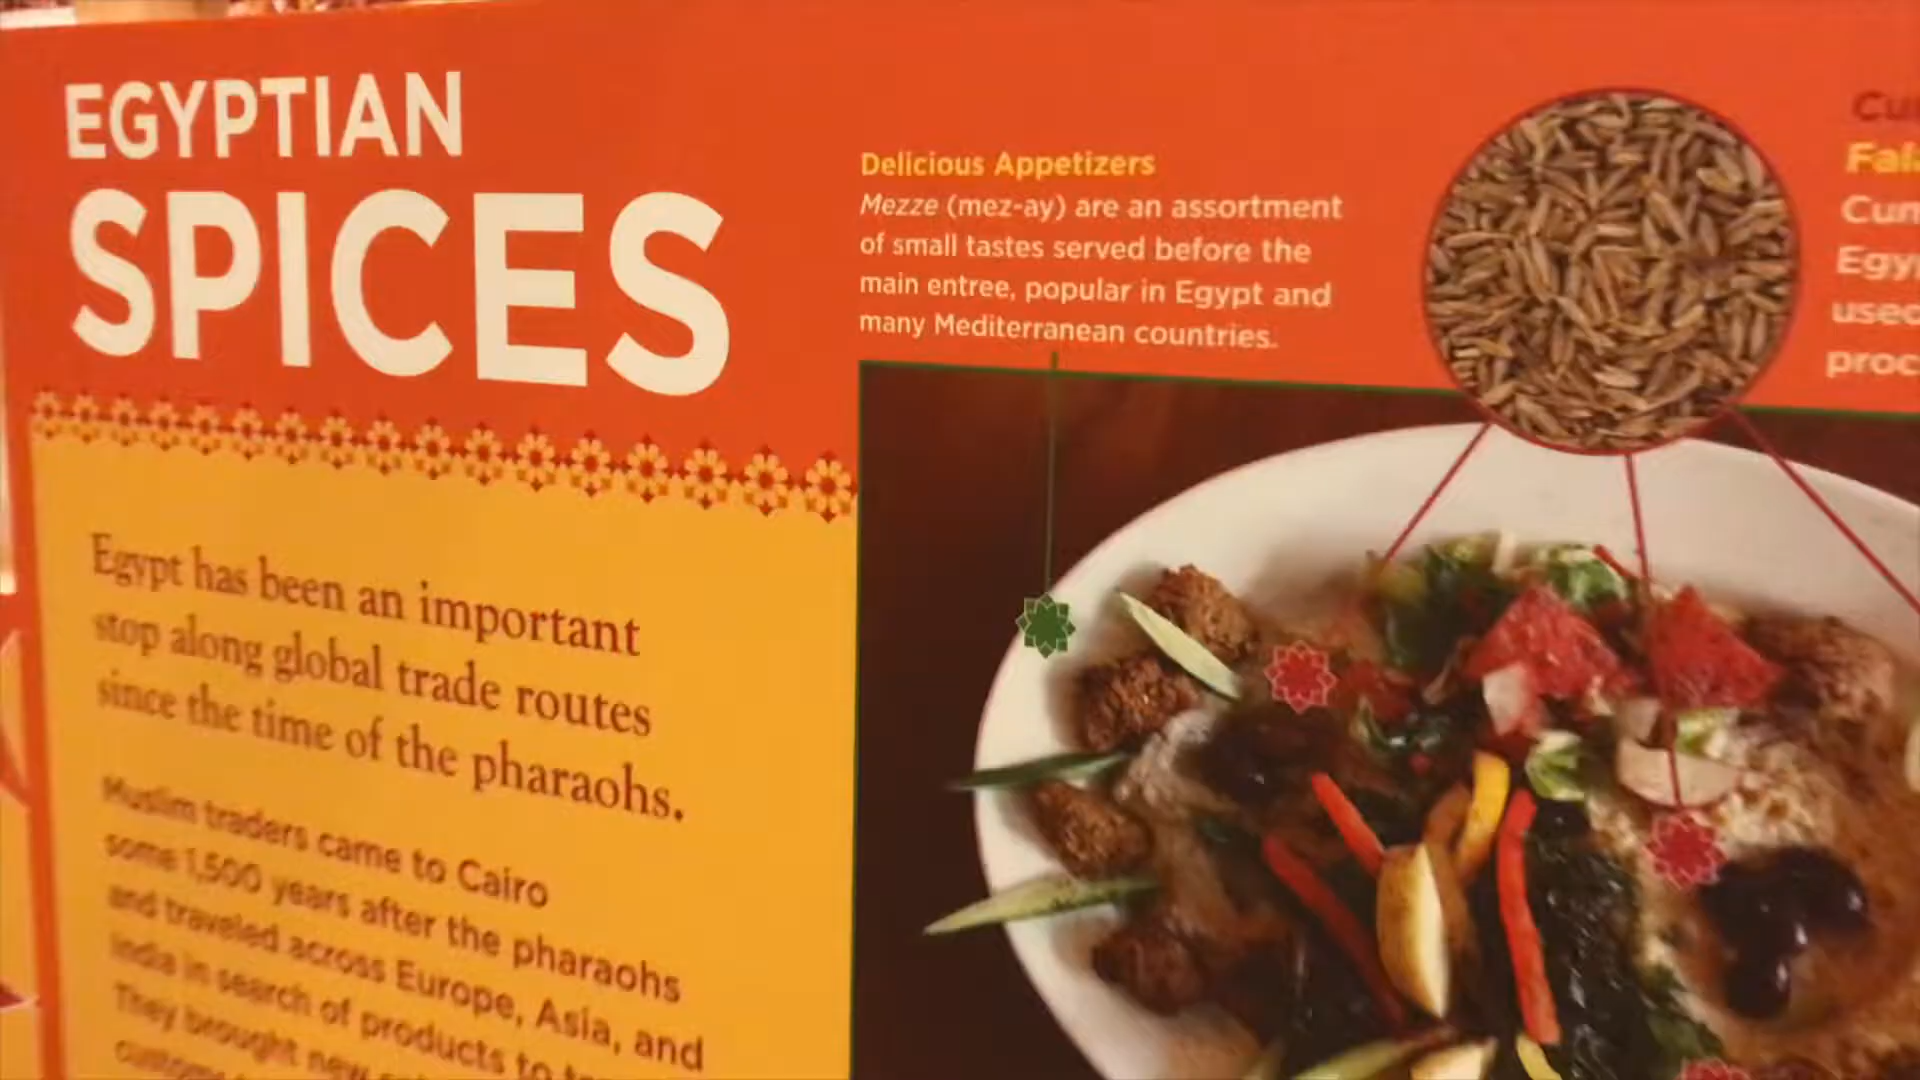 EGYPTIAN
SPICES
Egypt has been an important
stop along global trade routes
since the time of the pharaohs.
Muslim traders came to Cairo
some 1,500 years after the pharaohs
and traveled across Europe, Asia, and
India in search of products to
They brought new
Delicious Appetizers
Mezze (mez-ay) are an assortment
of small tastes served before the
main entree, popular in Egypt and
many Mediterranean countries.